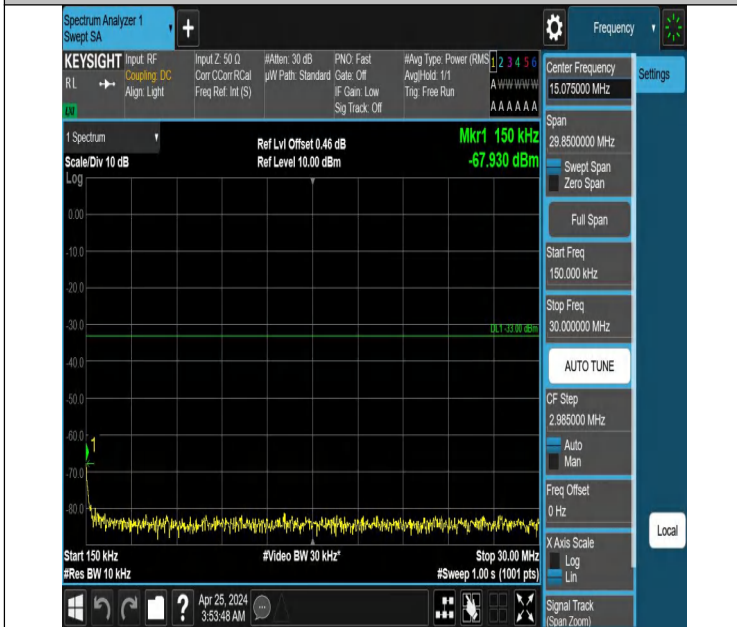 Spectrum Analyzer 1
Swept SA
+
Frequency
KEYSIGHT
RL
LXI
Input: RF
Coupling: DC
Align: Light
Input Z: 50 Ω
Corr CCorr RCal
Freq Ref: Int (S)
#Atten: 30 dB
µW Path: Standard
PNO: Fast
Gate: Off
IF Gain: Low
Sig Track: Off
#Avg Type: Power (RMS
Avg|Hold: 1/1
Trig: Free Run
1 2 3 4 5 6
A W W W W W
A A A A A A
1 Spectrum
Scale/Div 10 dB
Log
Ref Lvl Offset 0.46 dB
Ref Level 10.00 dBm
Mkr1 150 kHz
-67.930 dBm
0.00
-10.0
-20.0
-30.0
DL1 -33.00 dBm
-40.0
-50.0
-60.0
1
-70.0
-80.0
Start 150 kHz
#Video BW 30 kHz*
Stop 30.00 MHz
#Res BW 10 kHz
#Sweep 1.00 s (1001 pts)
?
Apr 25, 2024
3:53:48 AM
Center Frequency
15.075000 MHz
Settings
Span
29.8500000 MHz
Swept Span
Zero Span
Full Span
Start Freq
150.000 kHz
Stop Freq
30.000000 MHz
AUTO TUNE
CF Step
2.985000 MHz
Auto
Man
Freq Offset
0 Hz
X Axis Scale
Log
Lin
Local
Signal Track
(Span Zoom)